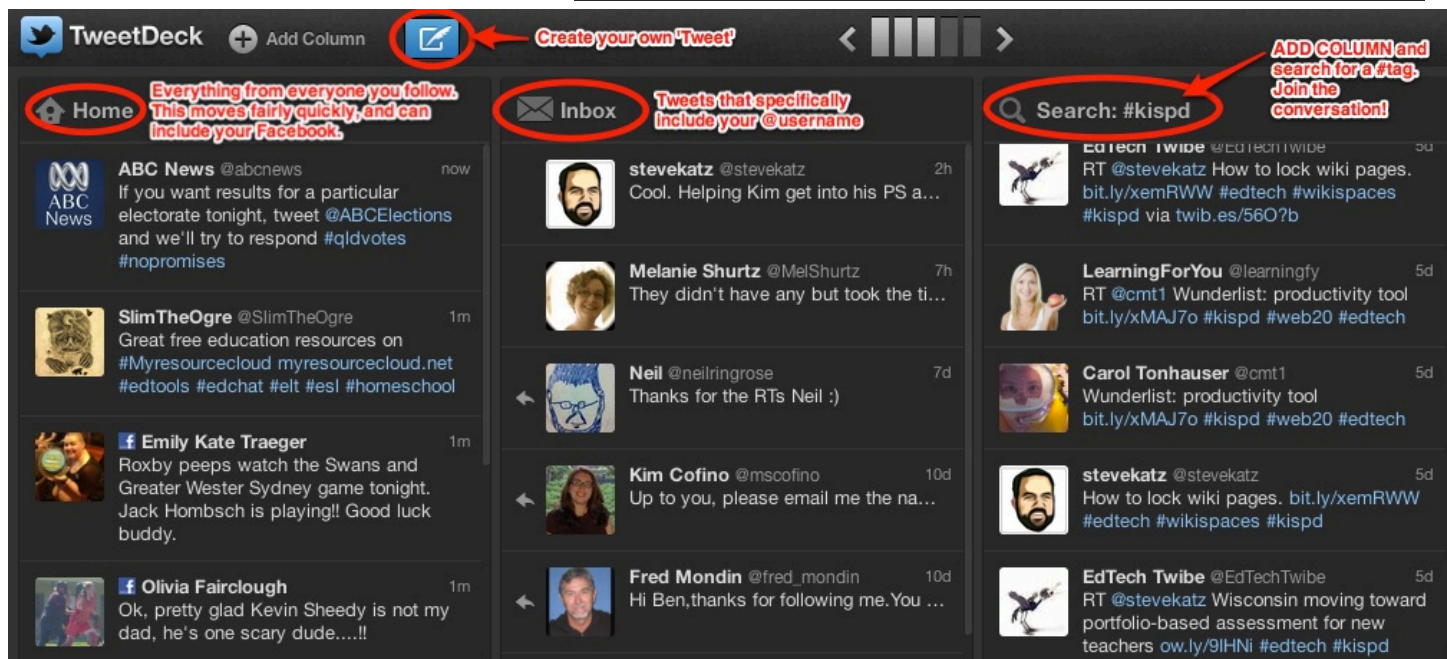 TweetDeck
Add Column
Create your own 'Tweet'
ADD COLUMN and
search for a #tag.
Join the
conversation!
Home
Everything from everyone you follow.
This moves fairly quickly, and can
include your Facebook.
ABC News @abcnews now
If you want results for a particular
electorate tonight, tweet @ABCElections
and we'll try to respond #qldvotes
#nopromises
SlimTheOgre @SlimTheOgre 1m
Great free education resources on
#Myresourcecloud myresourcecloud.net
#edtools #edchat #elt #esl #homeschool
Emily Kate Traeger 1m
Roxby peeps watch the Swans and
Greater Wester Sydney game tonight.
Jack Hombsch is playing!! Good luck
buddy.
Olivia Fairclough 1m
Ok, pretty glad Kevin Sheedy is not my
dad, he's one scary dude....!!
Inbox
Tweets that specifically
include your @username
stevekatz @stevekatz 2h
Cool. Helping Kim get into his PS a...
Melanie Shurtz @MelShurtz 7h
They didn't have any but took the ti...
Neil @neilringrose 7d
Thanks for the RTs Neil :)
Kim Cofino @mscofino 10d
Up to you, please email me the na...
Fred Mondin @fred_mondin 10d
Hi Ben,thanks for following me.You ...
Search: #kispd
EdTech Twibe @EdTechTwibe 5d
RT @stevekatz How to lock wiki pages.
bit.ly/xemRWW #edtech #wikispaces
#kispd via twib.es/56O?b
LearningForYou @learningfy 5d
RT @cmt1 Wunderlist: productivity tool
bit.ly/xMAJ7o #kispd #web20 #edtech
Carol Tonhauser @cmt1 5d
Wunderlist: productivity tool
bit.ly/xMAJ7o #kispd #web20 #edtech
stevekatz @stevekatz 5d
How to lock wiki pages. bit.ly/xemRWW
#edtech #wikispaces #kispd
EdTech Twibe @EdTechTwibe 5d
RT @stevekatz Wisconsin moving toward
portfolio-based assessment for new
teachers ow.ly/9IHNi #edtech #kispd
ABC
News